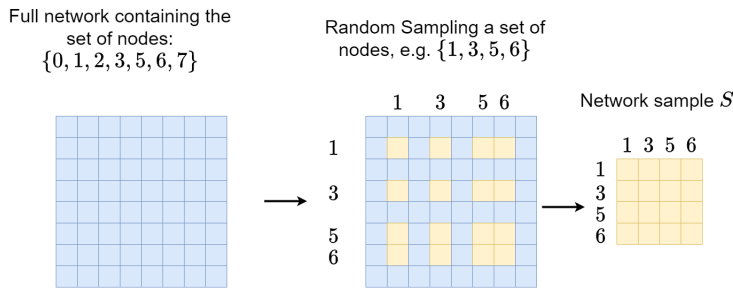 Full network containing the
set of nodes:
{0, 1, 2, 3, 5, 6, 7}
Random Sampling a set of
nodes, e.g. {1, 3, 5, 6}
1 3 5 6
1
3
5
6
Network sample S
1 3 5 6
1
3
5
6